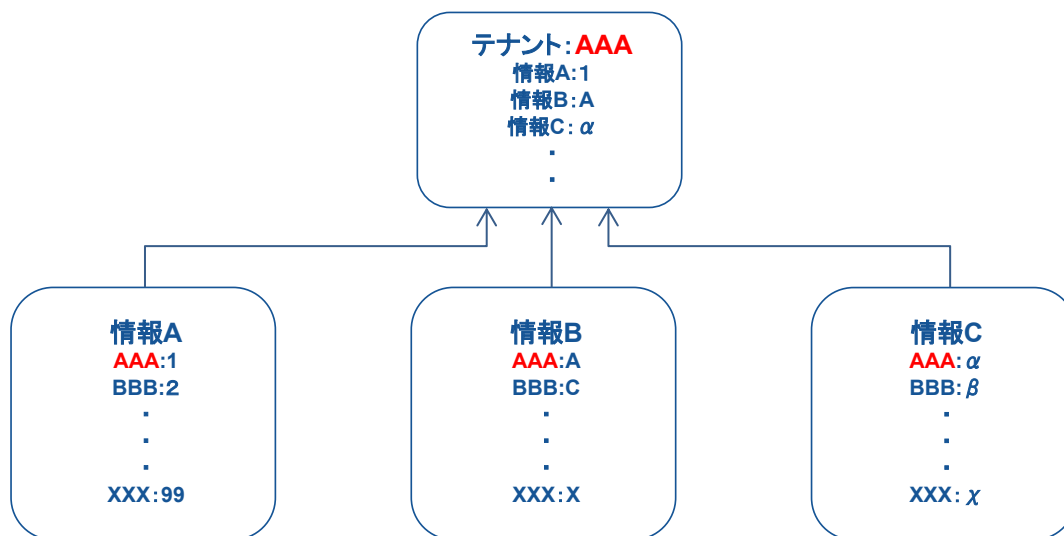 テナント：AAA
情報A:1
情報B：A
情報C：α
・
・
情報A
AAA:1
BBB:2
・
・
・
XXX：99
情報B
AAA:A
BBB:C
・
・
・
XXX：X
情報C
AAA:α
BBB:β
・
・
・
XXX：χ